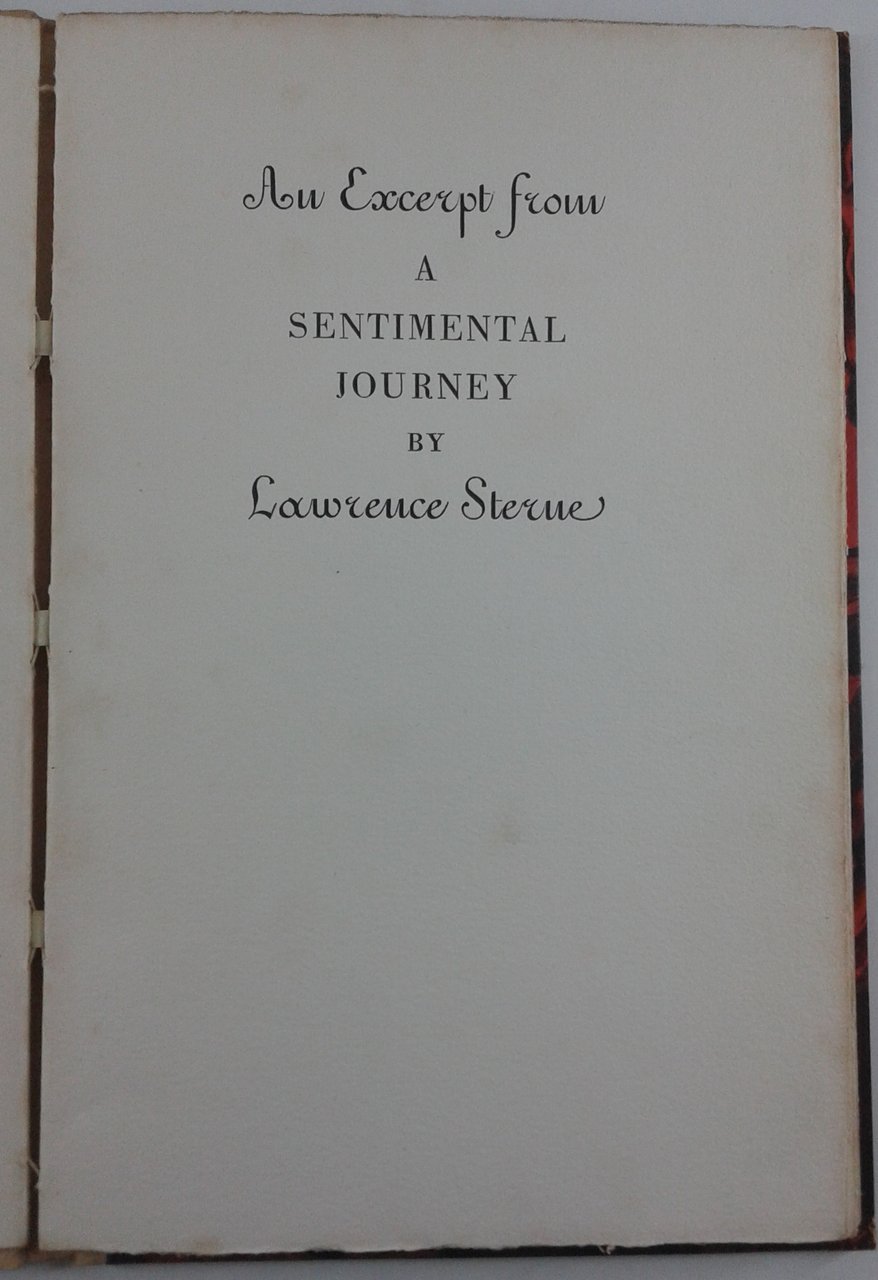 An Excerpt from
A
SENTIMENTAL
JOURNEY
BY
Lawrence Sterne